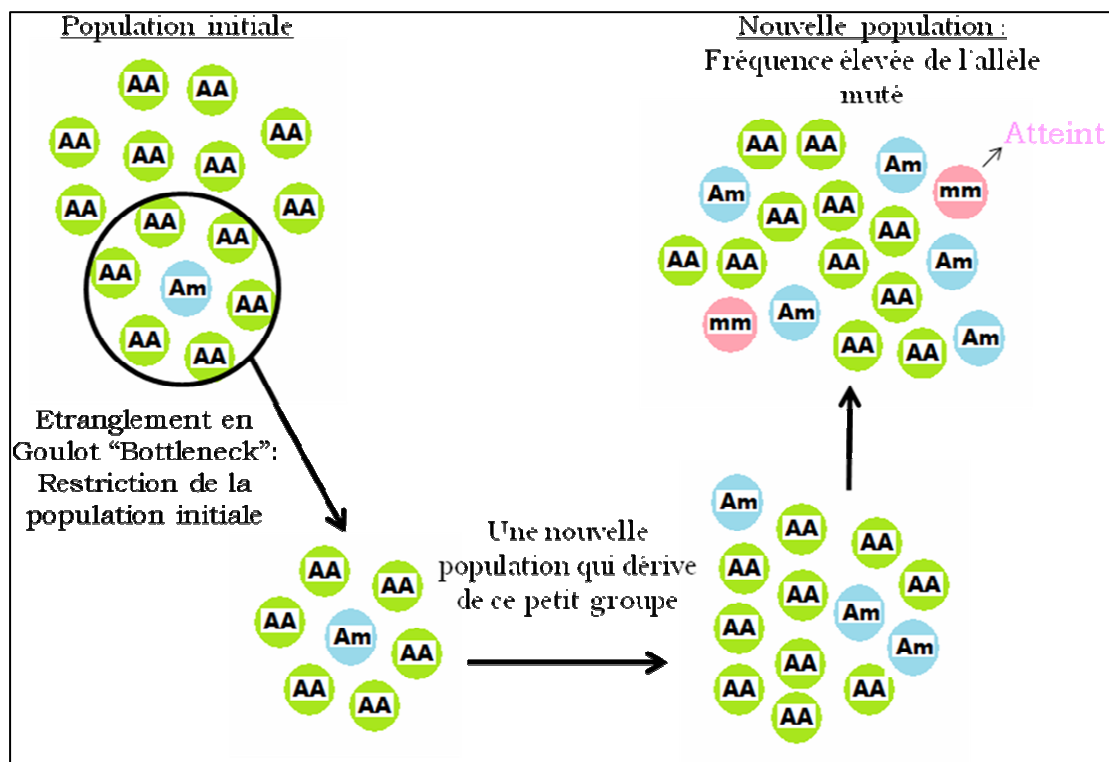 Population initiale
AA AA
AA AA AA AA
AA AA AA AA
AA Am AA
AA AA
Etranglement en
Goulot “Bottleneck”:
Restriction de la
population initiale
AA AA
AA Am AA
AA AA
Une nouvelle
population qui dérive
de ce petit groupe
Am
AA AA
AA AA AA
AA Am Am
AA AA AA
AA
Nouvelle population :
Fréquence élevée de l'allèle
muté
Atteint
AA AA Am mm
Am AA AA AA
AA AA AA Am
mm Am AA Am
AA AA